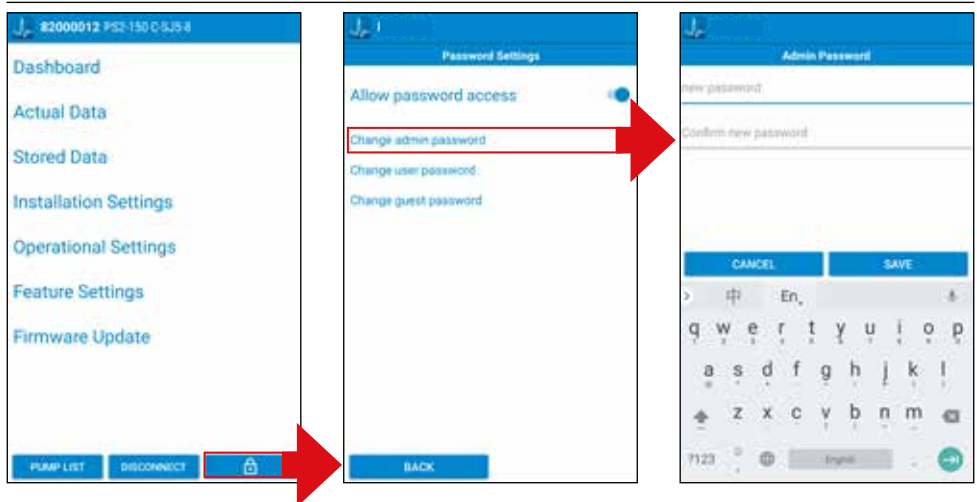 82000012 PS2-150 C-SJ5-8
Dashboard
Actual Data
Stored Data
Installation Settings
Operational Settings
Feature Settings
Firmware Update
PUMP LIST
DISCONNECT
Password Settings
Allow password access
Change admin password
Change user password
Change guest password
BACK
Admin Password
new password
Confirm new password
CANCEL
SAVE
中 En
q w e r t y u i o p
a s d f g h j k l
z x c v b n m
?123
English